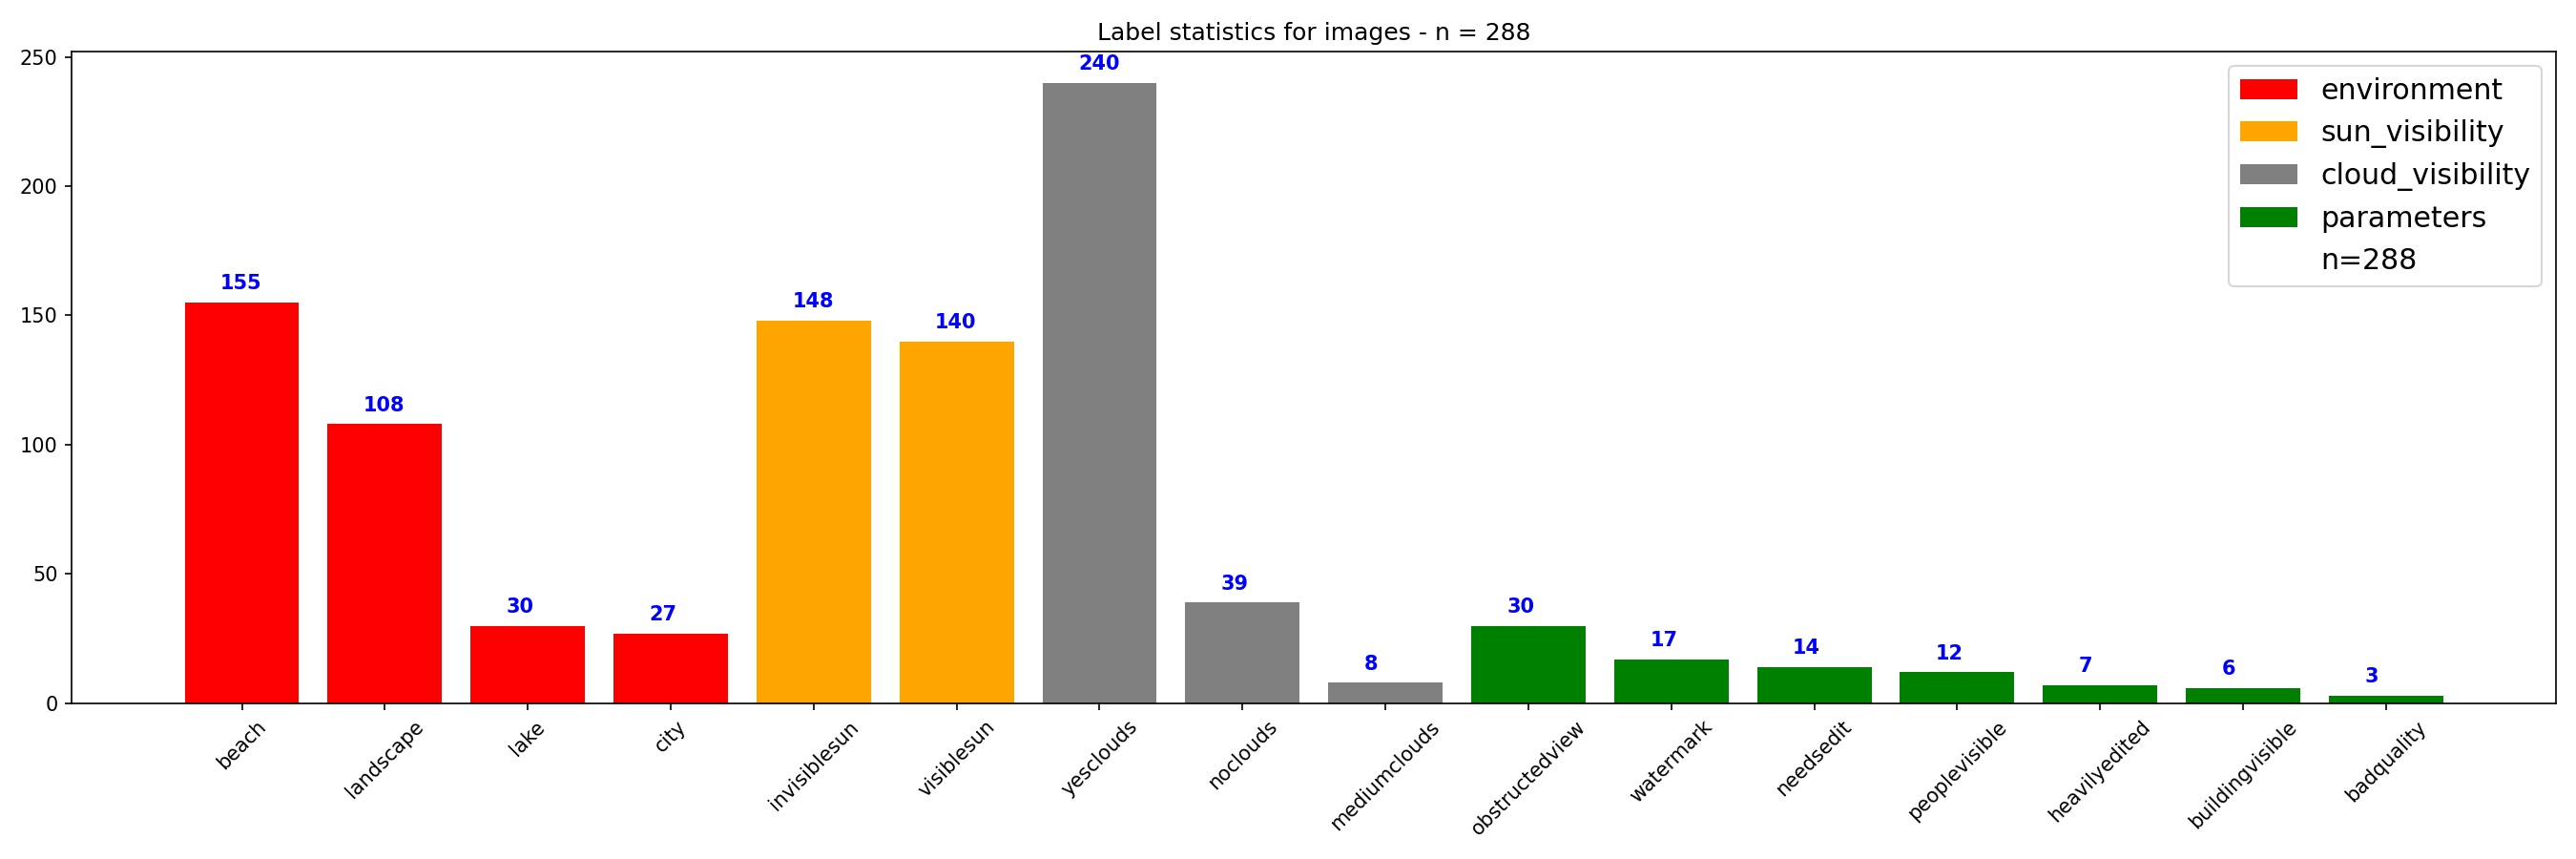 Label statistics for images - n = 288
250
200
150
100
50
0
155
108
30
27
148
140
240
39
8
30
17
14
12
7
6
3
beach
landscape
lake
city
invisiblesun
visiblesun
yesclouds
noclouds
mediumclouds
obstructedview
watermark
needsedit
peoplevisible
heavilyedited
buildingvisible
badquality
environment
sun_visibility
cloud_visibility
parameters
n=288